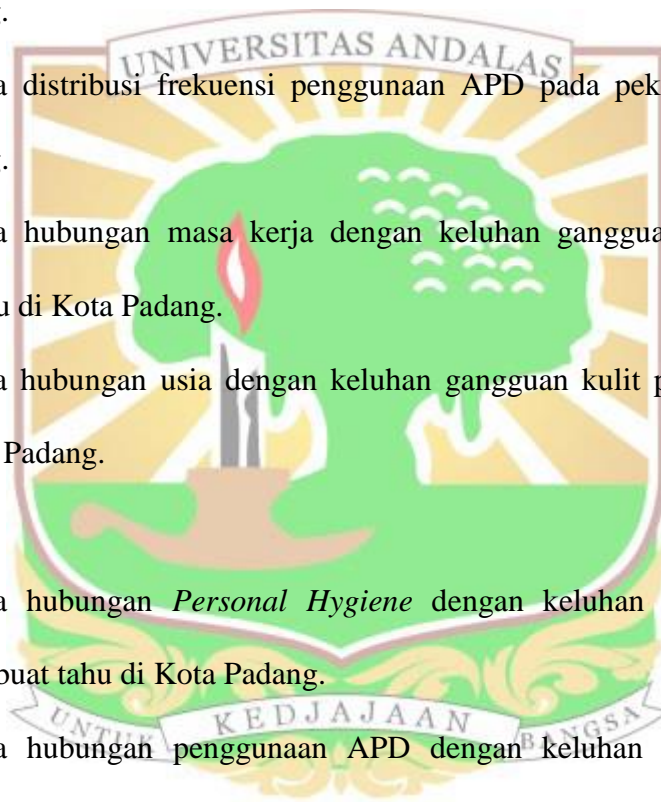 UNIVERSITAS ANDALAS
distribusi frekuensi penggunaan APD pada
hubungan masa kerja dengan keluhan
di Kota Padang.
hubungan usia dengan keluhan gangguan kulit
Padang.
hubungan Personal Hygiene dengan keluhan
buat tahu di Kota Padang.
UNTUK KEDJAJAAN BANGSA
hubungan penggunaan APD dengan keluhan